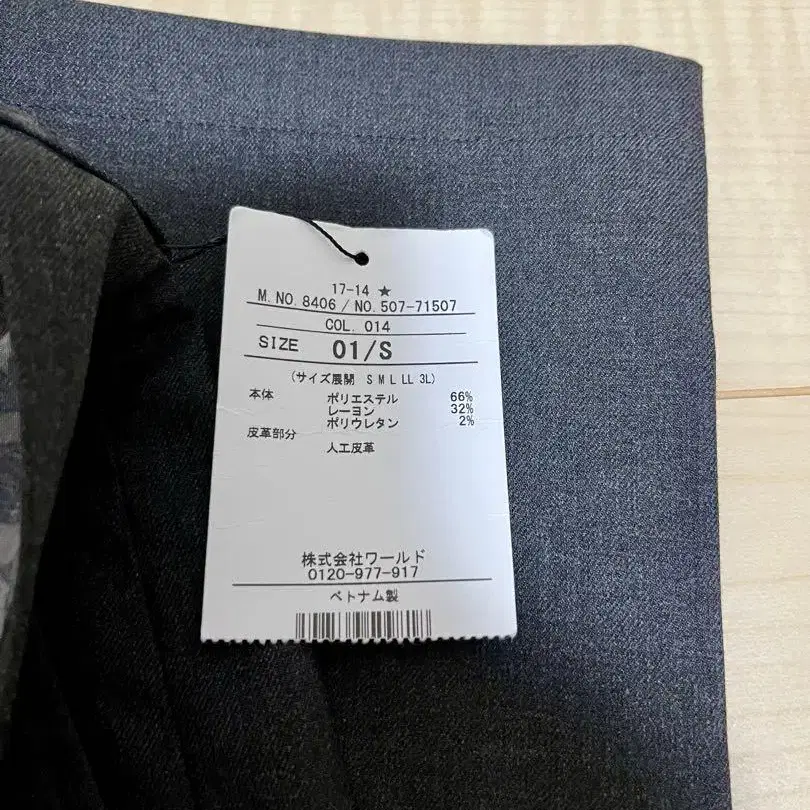 17-14 ★
M. NO. 8406 / NO. 507-71507
COL. 014
SIZE 01/S
(サイズ展開 S M L LL 3L)
本体 ポリエステル 66%
レーヨン 32%
ポリウレタン 2%
皮革部分
人工皮革
株式会社ワールド
0120-977-917
ベトナム製